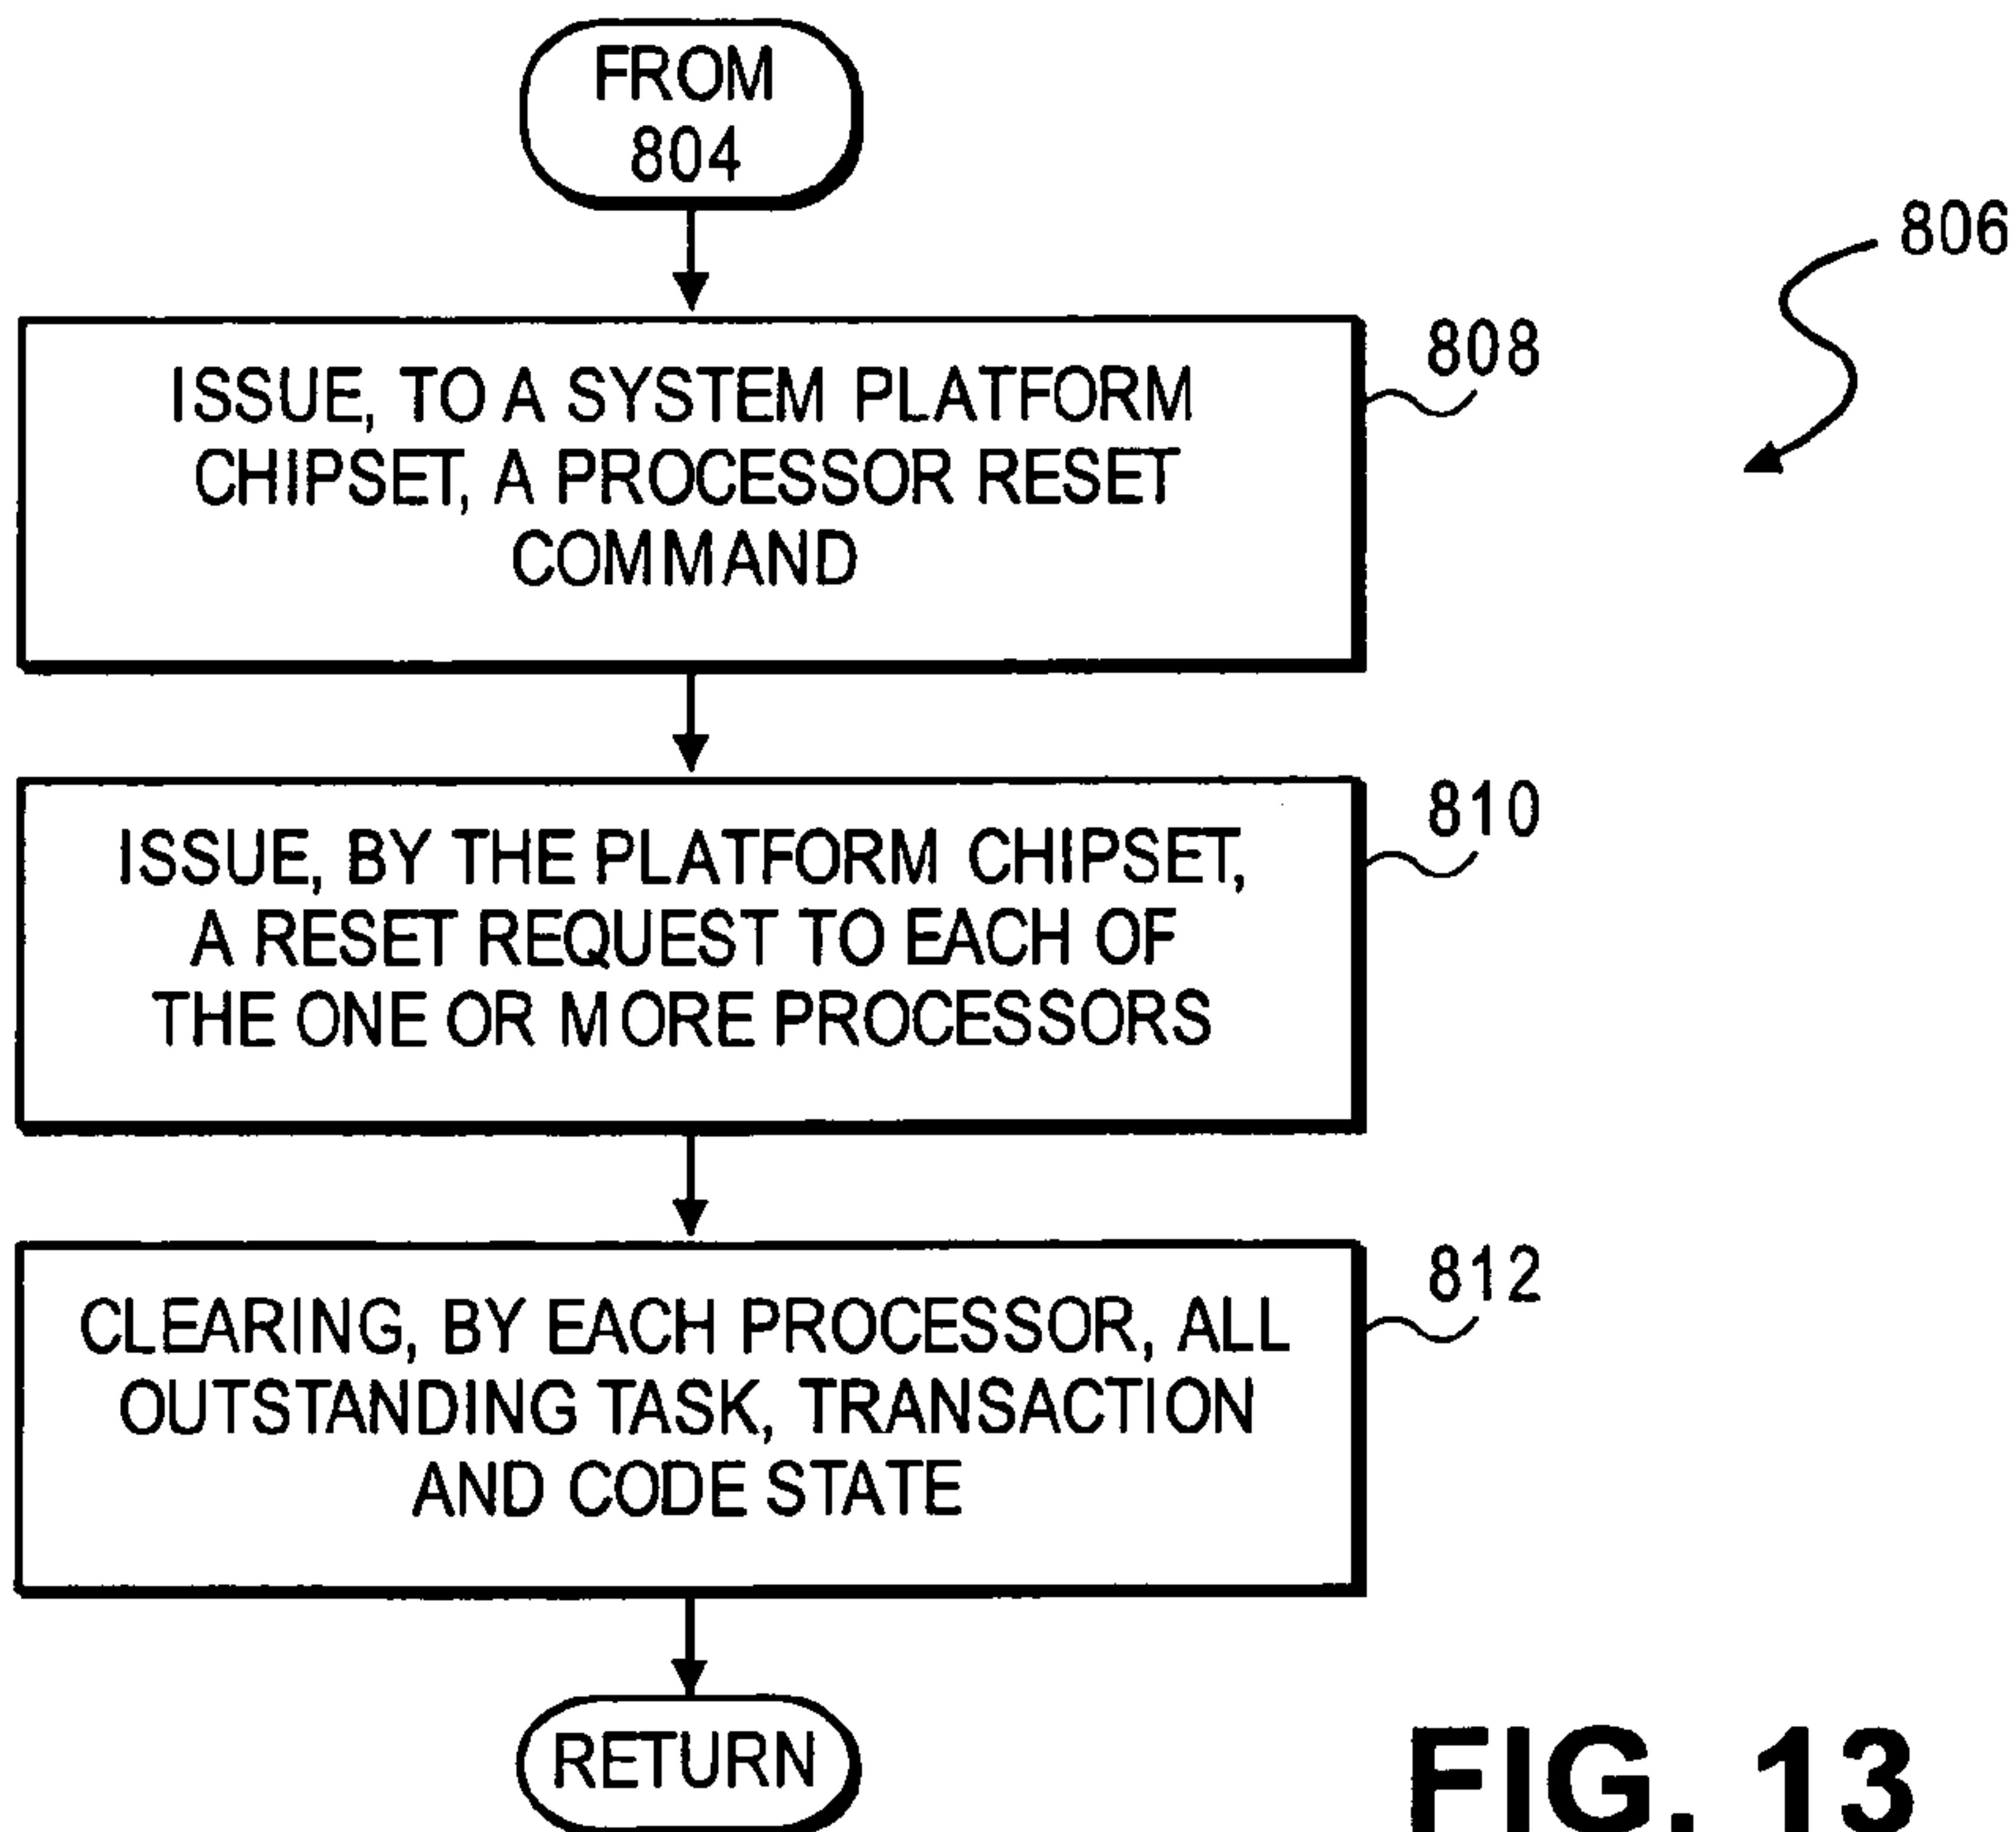 FROM
804
806
808
ISSUE, TO A SYSTEM PLATFORM
CHIPSET, A PROCESSOR RESET
COMMAND
810
ISSUE, BY THE PLATFORM CHIPSET,
A RESET REQUEST TO EACH OF
THE ONE OR MORE PROCESSORS
812
CLEARING, BY EACH PROCESSOR, ALL
OUTSTANDING TASK, TRANSACTION
AND CODE STATE
RETURN
FIG. 13